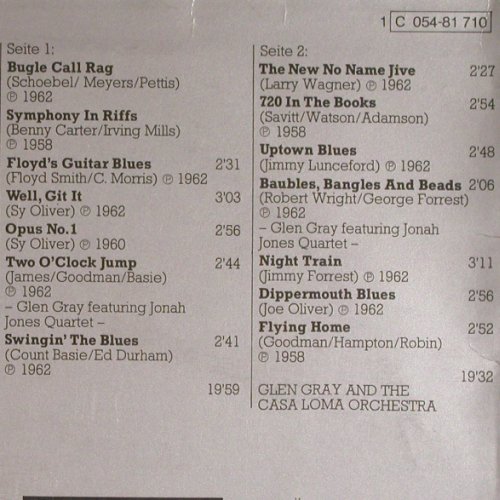 1 C 054-81 710
Seite 1:
Bugle Call Rag
(Schoebel/ Meyers/Pettis)
℗ 1962
Symphony In Riffs
(Benny Carter/Irving Mills)
℗ 1958
Floyd's Guitar Blues 2'31
(Floyd Smith/C. Morris) ℗ 1962
Well, Git It 3'03
(Sy Oliver) ℗ 1962
Opus No.1 2'56
(Sy Oliver) ℗ 1960
Two O'Clock Jump 2'44
(James/Goodman/Basie)
℗ 1962
– Glen Gray featuring Jonah
Jones Quartet –
Swingin' The Blues 2'41
(Count Basie/Ed Durham)
℗ 1962
19'59
Seite 2:
The New No Name Jive 2'27
(Larry Wagner) ℗ 1962
720 In The Books 2'54
(Savitt/Watson/Adamson)
℗ 1958
Uptown Blues 2'48
(Jimmy Lunceford) ℗ 1962
Baubles, Bangles And Beads 2'06
(Robert Wright/George Forrest)
℗ 1962
– Glen Gray featuring Jonah
Jones Quartet –
Night Train 3'11
(Jimmy Forrest) ℗ 1962
Dippermouth Blues 2'56
(Joe Oliver) ℗ 1962
Flying Home 2'52
(Goodman/Hampton/Robin)
℗ 1958
19'32
GLEN GRAY AND THE
CASA LOMA ORCHESTRA